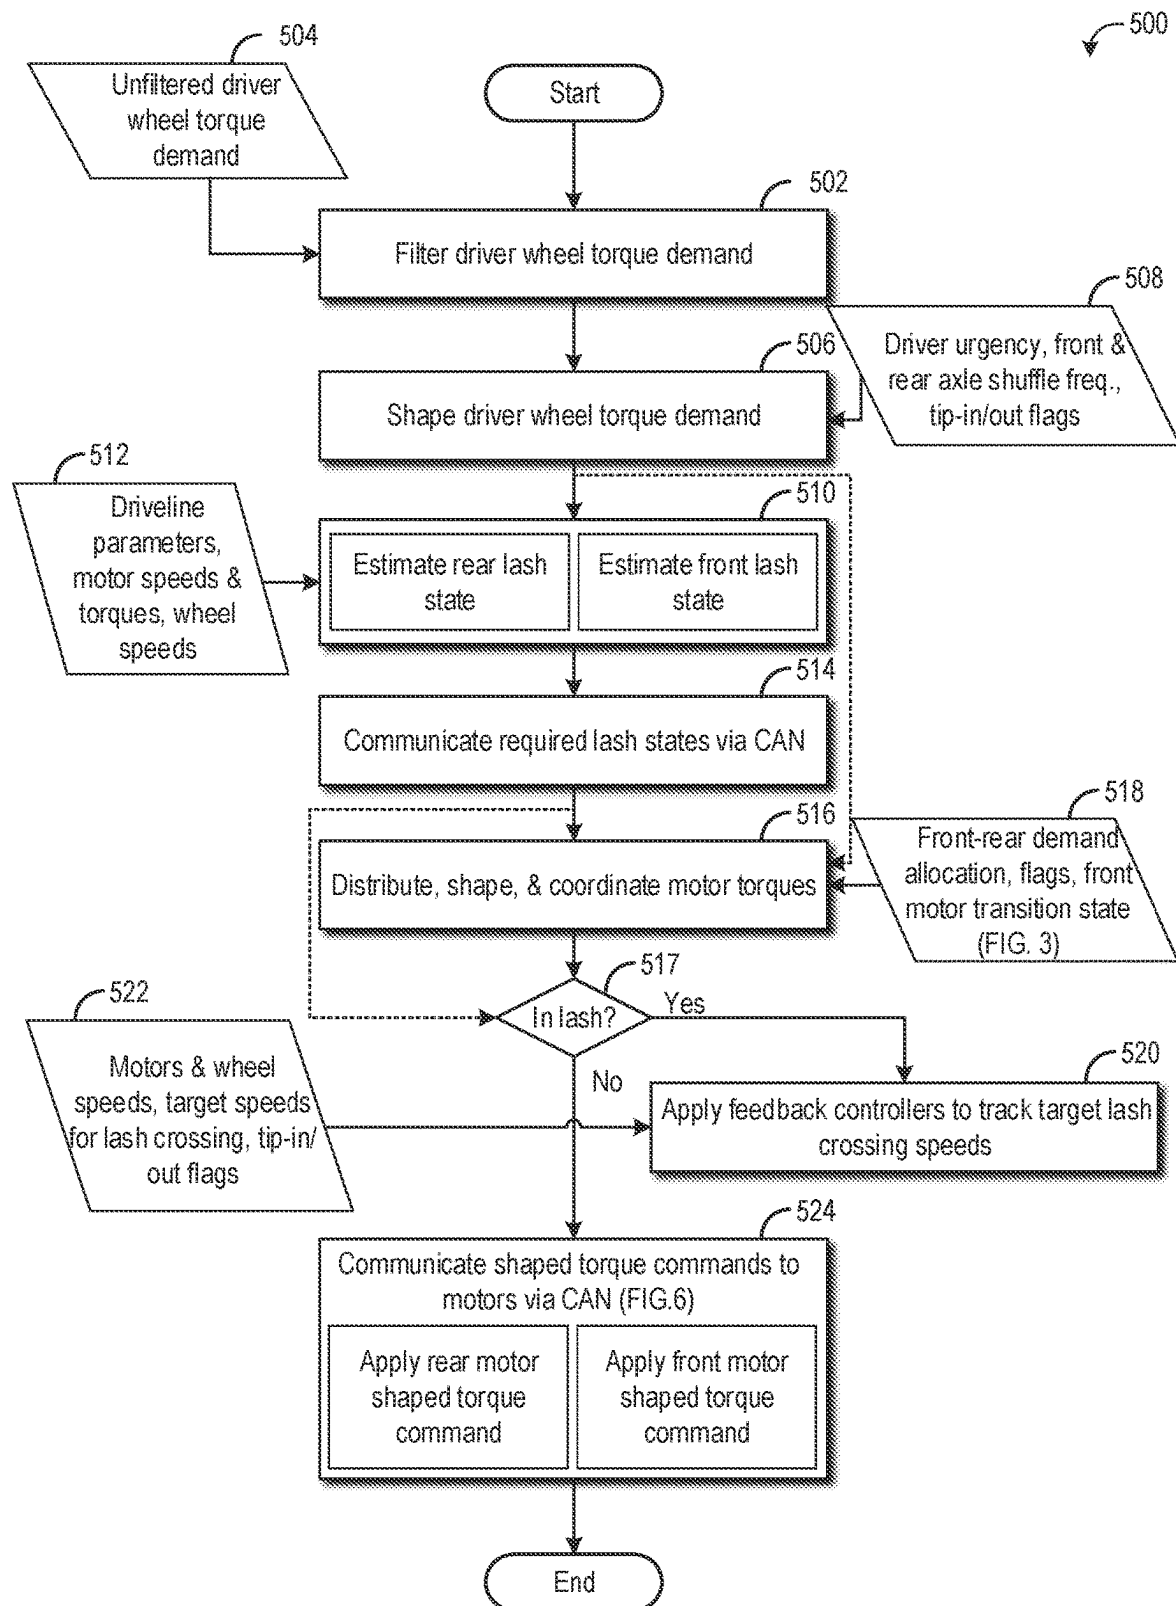 500
504
Unfiltered driver
wheel torque
demand
Start
502
Filter driver wheel torque demand
508
Driver urgency, front &
rear axle shuffle freq.,
tip-in/out flags
506
Shape driver wheel torque demand
512
Driveline
parameters,
motor speeds &
torques, wheel
speeds
510
Estimate rear lash
state
Estimate front lash
state
514
Communicate required lash states via CAN
516
Distribute, shape, & coordinate motor torques
518
Front-rear demand
allocation, flags, front
motor transition state
(FIG. 3)
517
In lash?
Yes
No
522
Motors & wheel
speeds, target speeds
for lash crossing, tip-in/
out flags
520
Apply feedback controllers to track target lash
crossing speeds
524
Communicate shaped torque commands to
motors via CAN (FIG.6)
Apply rear motor
shaped torque
command
Apply front motor
shaped torque
command
End